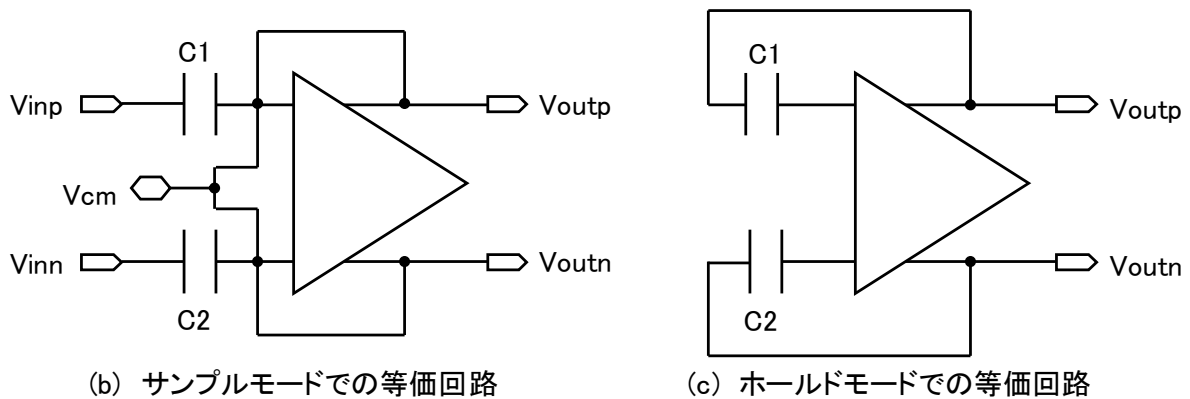 C1
Vinp
Voutp
Vcm
Vinn
Voutn
C2
(b) サンプルモードでの等価回路
C1
Voutp
Voutn
C2
(c) ホールドモードでの等価回路